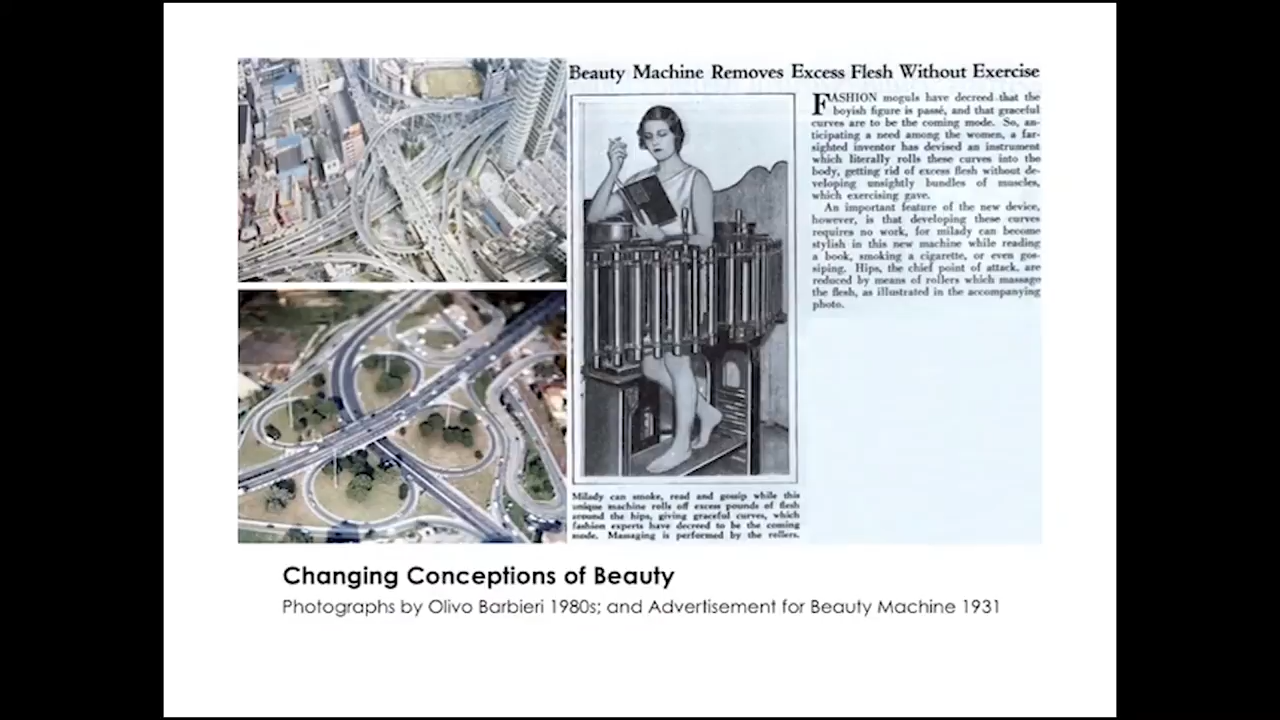 Beauty Machine Removes Excess Flesh Without Exercise
FASHION moguls have decreed that the
boyish figure is passé, and that graceful
curves are to be the coming mode. So, an-
ticipating a need among the women, a far-
sighted inventor has devised an instrument
which literally rolls these curves into the
body, getting rid of excess flesh without de-
veloping unsightly bundles of muscles,
which exercising gave.
An important feature of the new device,
however, is that developing these curves
requires no work, for milady can become
stylish in this new machine while reading
a book, smoking a cigarette, or even gos-
siping. Hips, the chief point of attack, are
reduced by means of rollers which massage
the flesh, as illustrated in the accompanying
photo.
Milady can smoke, read and gossip while this
unique machine rolls off excess pounds of flesh
around the hips, giving graceful curves, which
fashion experts have decreed to be the coming
mode. Massaging is performed by the rollers.
Changing Conceptions of Beauty
Photographs by Olivo Barbieri 1980s; and Advertisement for Beauty Machine 1931